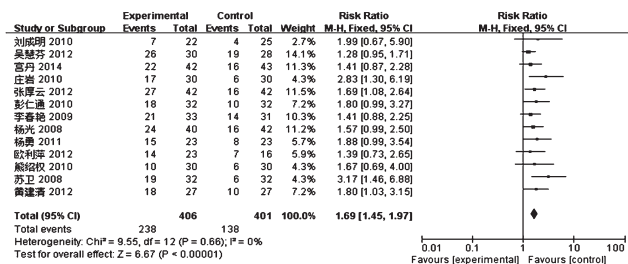 Experimental Control Risk Ratio Risk Ratio
Study or Subgroup Events Total Events Total Weight M-H, Fixed, 95% CI M-H, Fixed, 95% CI
刘成明 2010 7 22 4 25 2.7% 1.99 [0.67, 5.90]
吴慧芬 2012 26 30 19 28 14.1% 1.28 [0.95, 1.71]
宫丹 2014 22 42 16 43 11.4% 1.41 [0.87, 2.28]
庄岩 2010 17 30 6 30 4.3% 2.83 [1.30, 6.19]
张厚云 2012 27 42 16 42 11.5% 1.69 [1.08, 2.64]
彭仁通 2010 18 32 10 32 7.2% 1.80 [0.99, 3.27]
李春艳 2009 21 33 14 31 10.4% 1.41 [0.88, 2.25]
杨光 2008 24 40 16 42 11.2% 1.57 [0.99, 2.50]
杨勇 2011 15 23 8 23 5.7% 1.88 [0.99, 3.54]
欧利萍 2012 14 23 7 16 5.9% 1.39 [0.73, 2.65]
熊绍权 2010 10 30 6 30 4.3% 1.67 [0.69, 4.00]
苏卫 2008 19 32 6 32 4.3% 3.17 [1.46, 6.88]
黄建清 2012 18 27 10 27 7.2% 1.80 [1.03, 3.15]
Total (95% CI) 406 401 100.0% 1.69 [1.45, 1.97]
Total events 238 138
Heterogeneity: Chi² = 9.55, df = 12 (P = 0.66); I² = 0%
Test for overall effect: Z = 6.67 (P < 0.00001)
0.01 0.1 1 10 100
Favours [experimental] Favours [control]